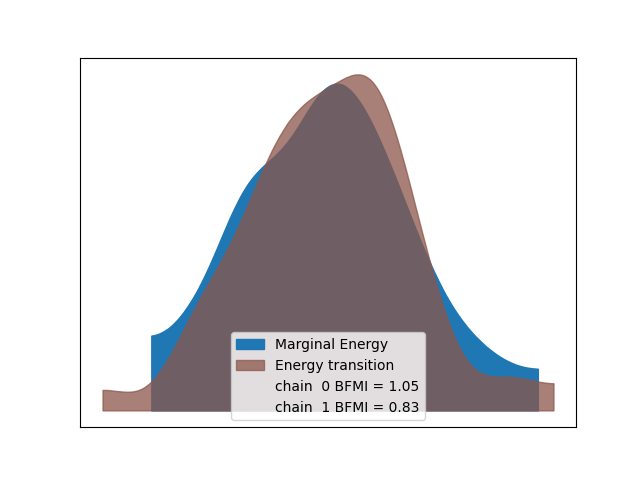 Marginal Energy
Energy transition
chain  0 BFMI = 1.05
chain  1 BFMI = 0.83